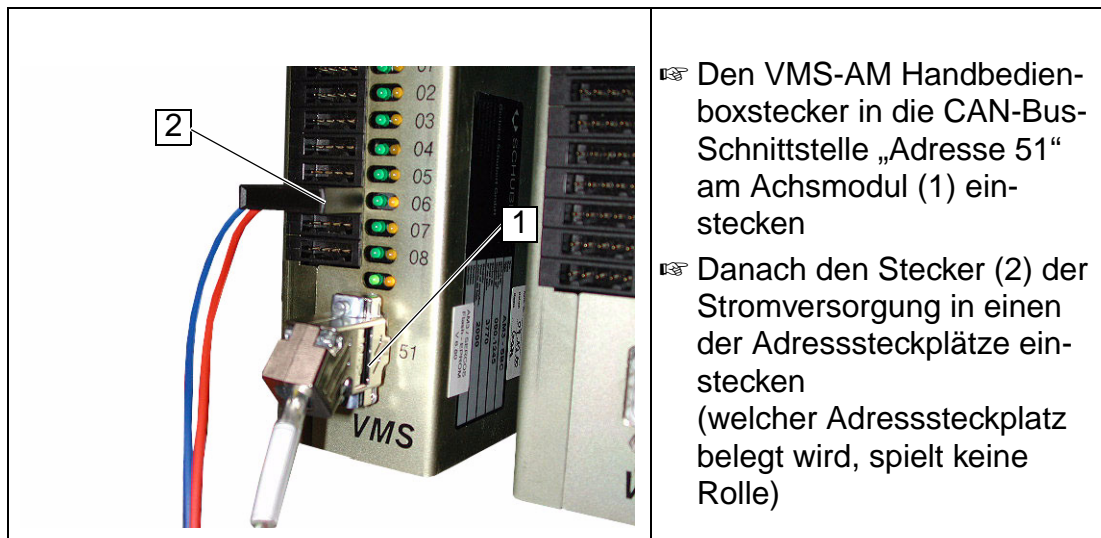 02
03
04
05
06
07
08
51
VMS
2
1
AM3 / SERCOS
☞ Den VMS-AM Handbedien-
boxstecker in die CAN-Bus-
Schnittstelle „Adresse 51“
am Achsmodul (1) ein-
stecken
☞ Danach den Stecker (2) der
Stromversorgung in einen
der Adresssteckplätze ein-
stecken
(welcher Adresssteckplatz
belegt wird, spielt keine
Rolle)